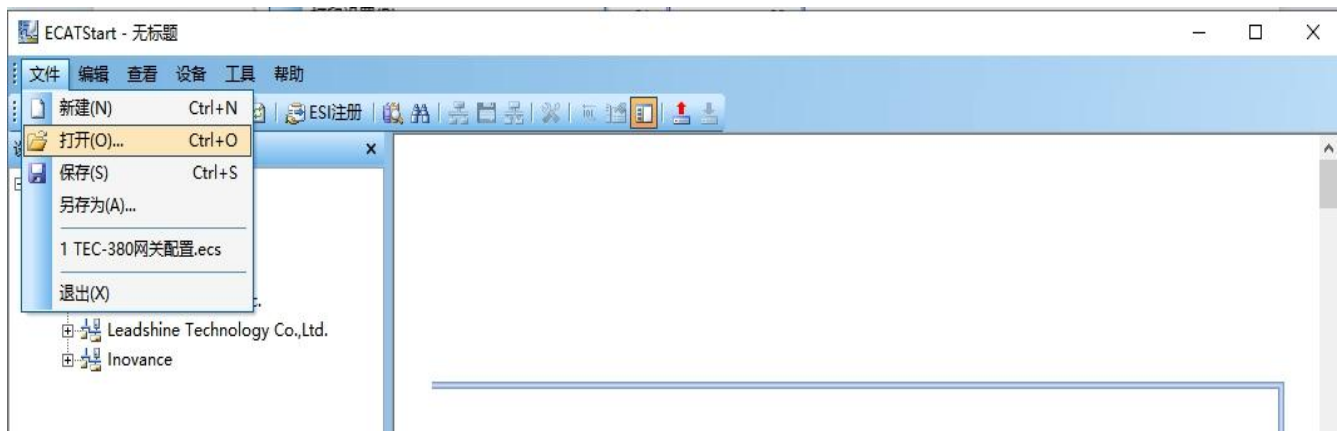 ECATStart - 无标题
文件 编辑 查看 设备 工具 帮助
新建(N) Ctrl+N
ESI注册
打开(O)... Ctrl+O
保存(S) Ctrl+S
另存为(A)...
1 TEC-380网关配置.ecs
退出(X)
Leadshine Technology Co.,Ltd.
Inovance